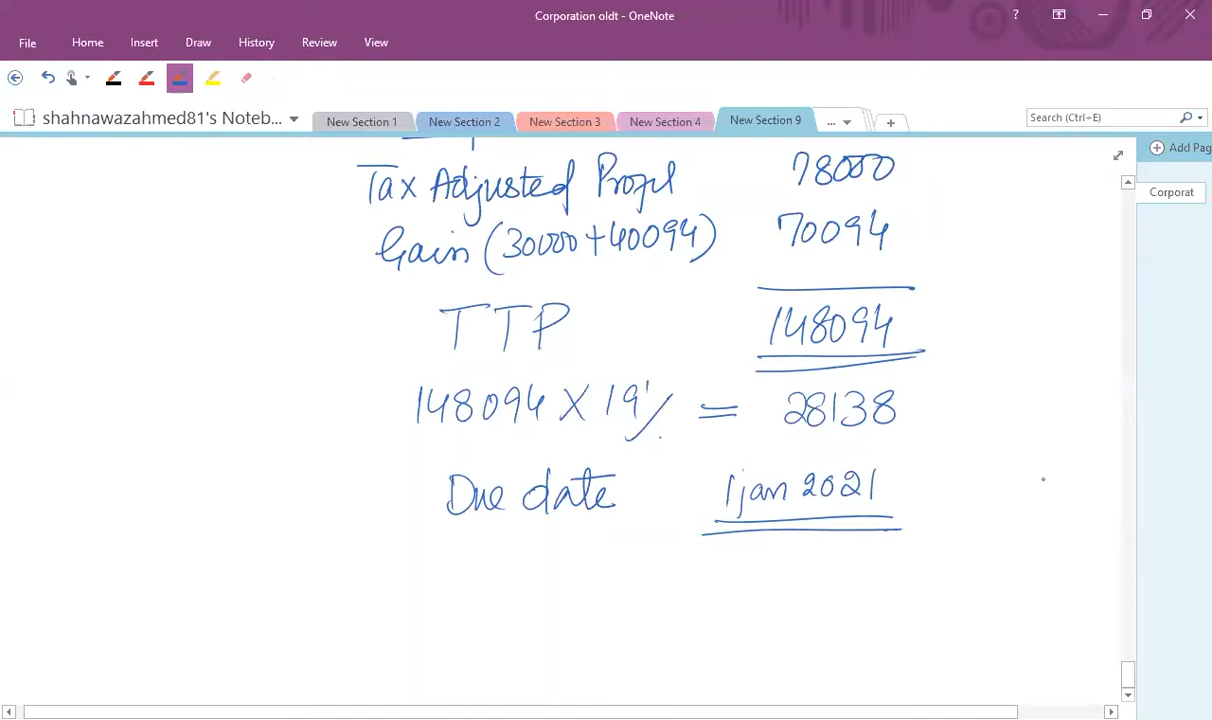 Corporation oldt - OneNote
?
File Home Insert Draw History Review View
shahnawazahmed81's Noteb... New Section 1 New Section 2 New Section 3 New Section 4 New Section 9 ... + Search (Ctrl+E)
Add Pag
Corporat
Tax Adjusted Profit 78000
Gain (30000+40094) 70094
TTP 148094
148094 X 19% = 28138
Due date 1 jan 2021